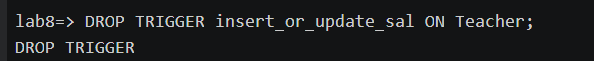 lab8=> DROP TRIGGER insert_or_update_sal ON Teacher;
DROP TRIGGER